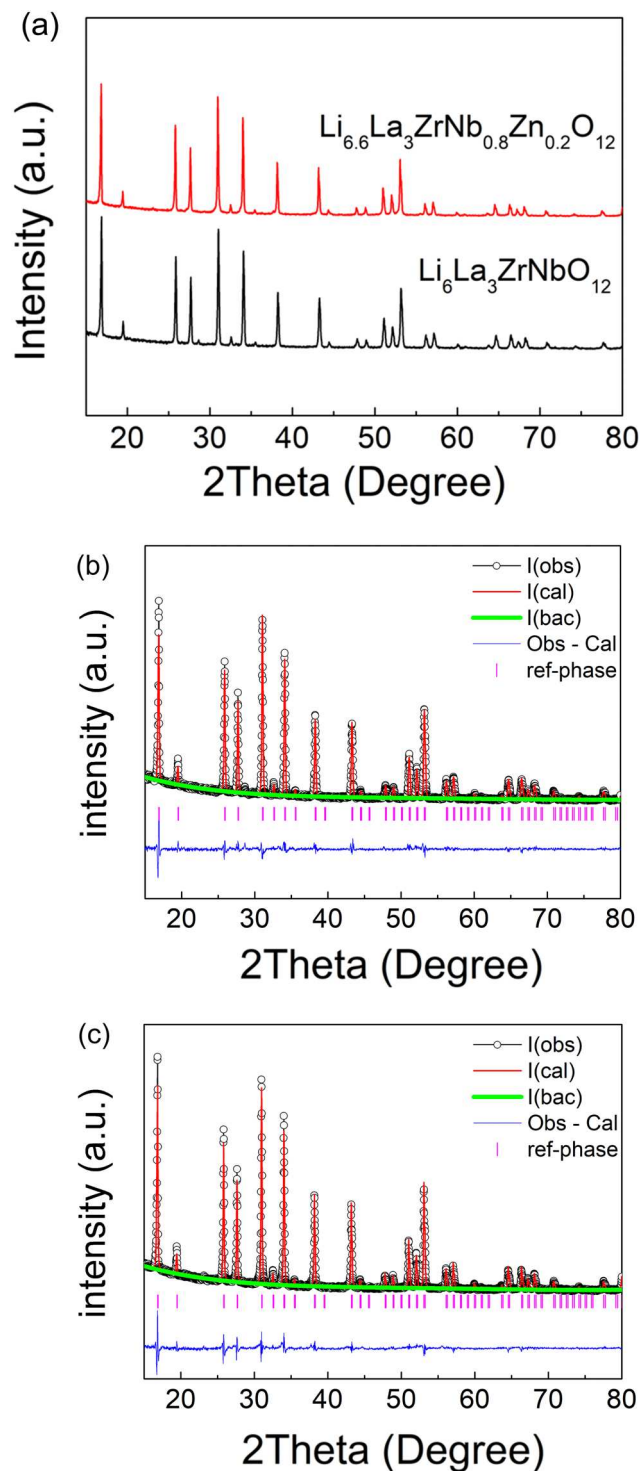 (a)
Li6.6La3ZrNb0.8Zn0.2O12
Li6La3ZrNbO12
Intensity (a.u.)
20 30 40 50 60 70 80
2Theta (Degree)
(b)
I(obs)
I(cal)
I(bac)
Obs - Cal
ref-phase
intensity (a.u.)
20 30 40 50 60 70 80
2Theta (Degree)
(c)
I(obs)
I(cal)
I(bac)
Obs - Cal
ref-phase
intensity (a.u.)
20 30 40 50 60 70 80
2Theta (Degree)